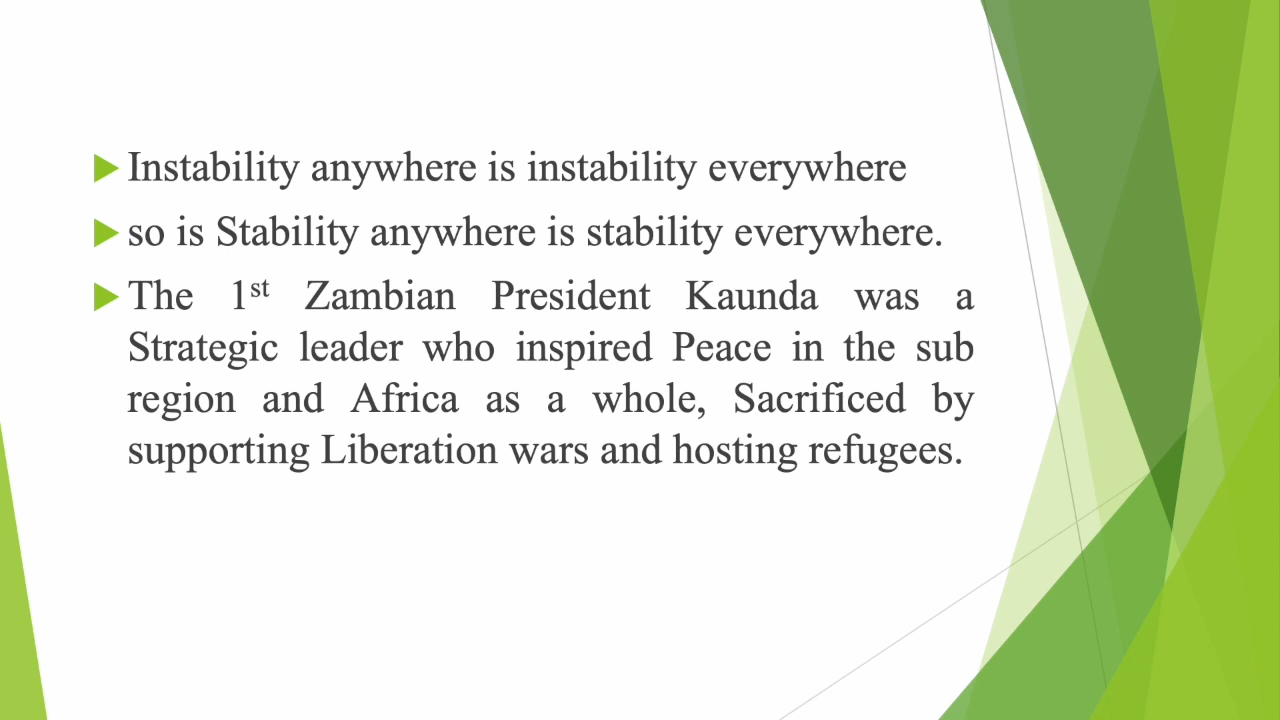 Instability anywhere is instability everywhere
so is Stability anywhere is stability everywhere.
The 1st Zambian President Kaunda was a
Strategic leader who inspired Peace in the sub
region and Africa as a whole, Sacrificed by
supporting Liberation wars and hosting refugees.